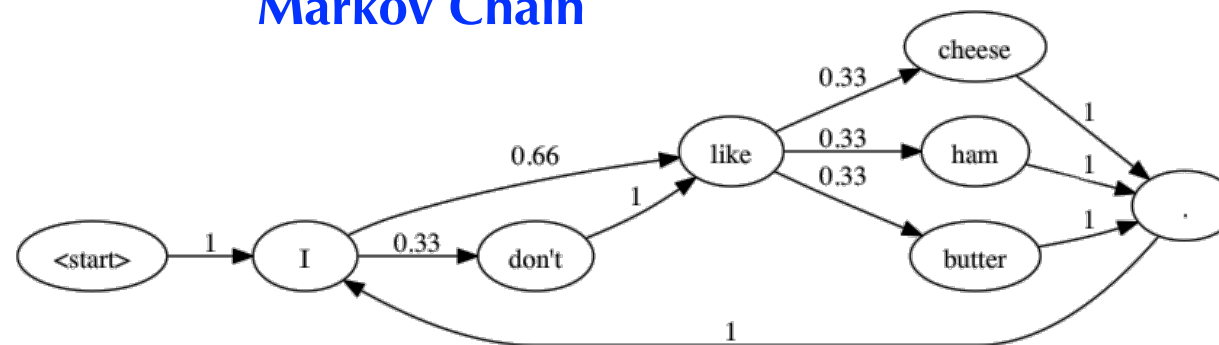 Markov Chain
cheese
0.33
1
0.66
like
0.33
ham
1
0.33
1
1
.
<start>
1
I
0.33
don't
butter
1